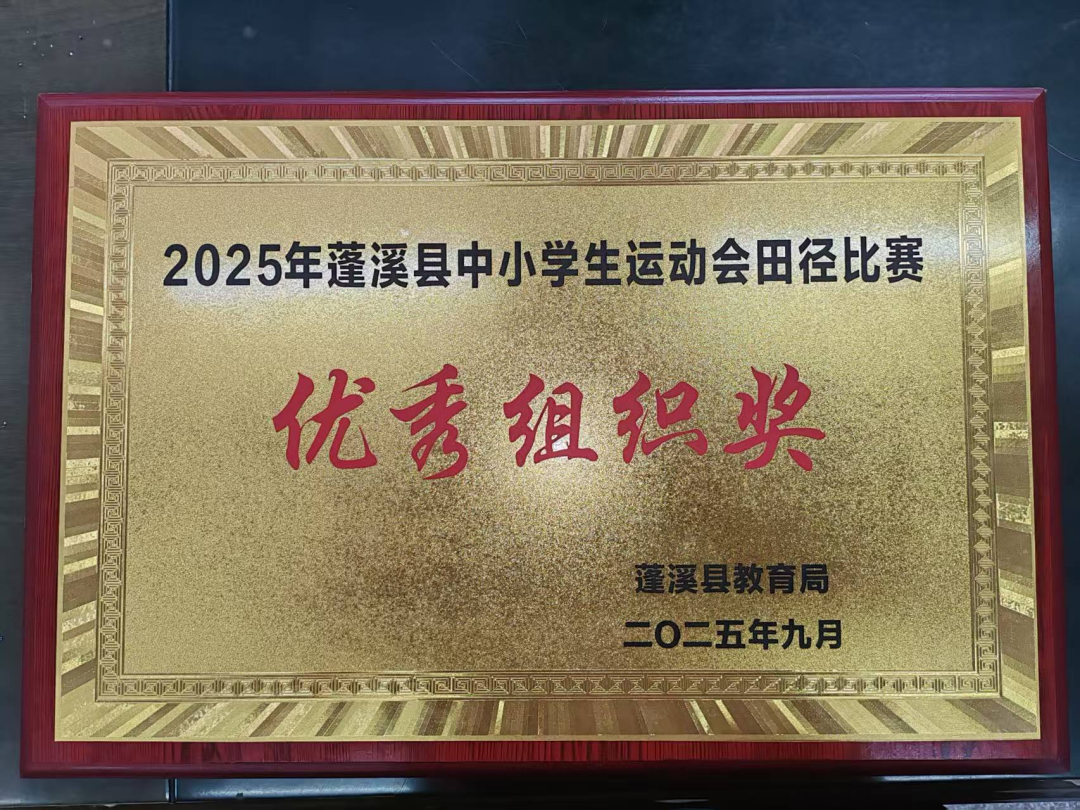 2025年蓬溪县中小学生运动会田径比赛
优秀组织奖
蓬溪县教育局
二〇二五年九月